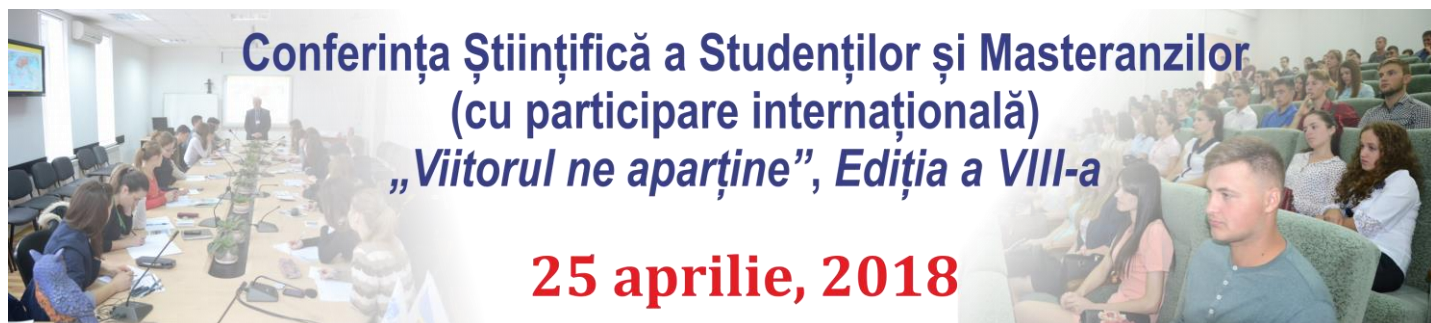 Conferința Științifică a Studenților și Masteranzilor
(cu participare internațională)
„Viitorul ne aparține”, Ediția a VIII-a
25 aprilie, 2018